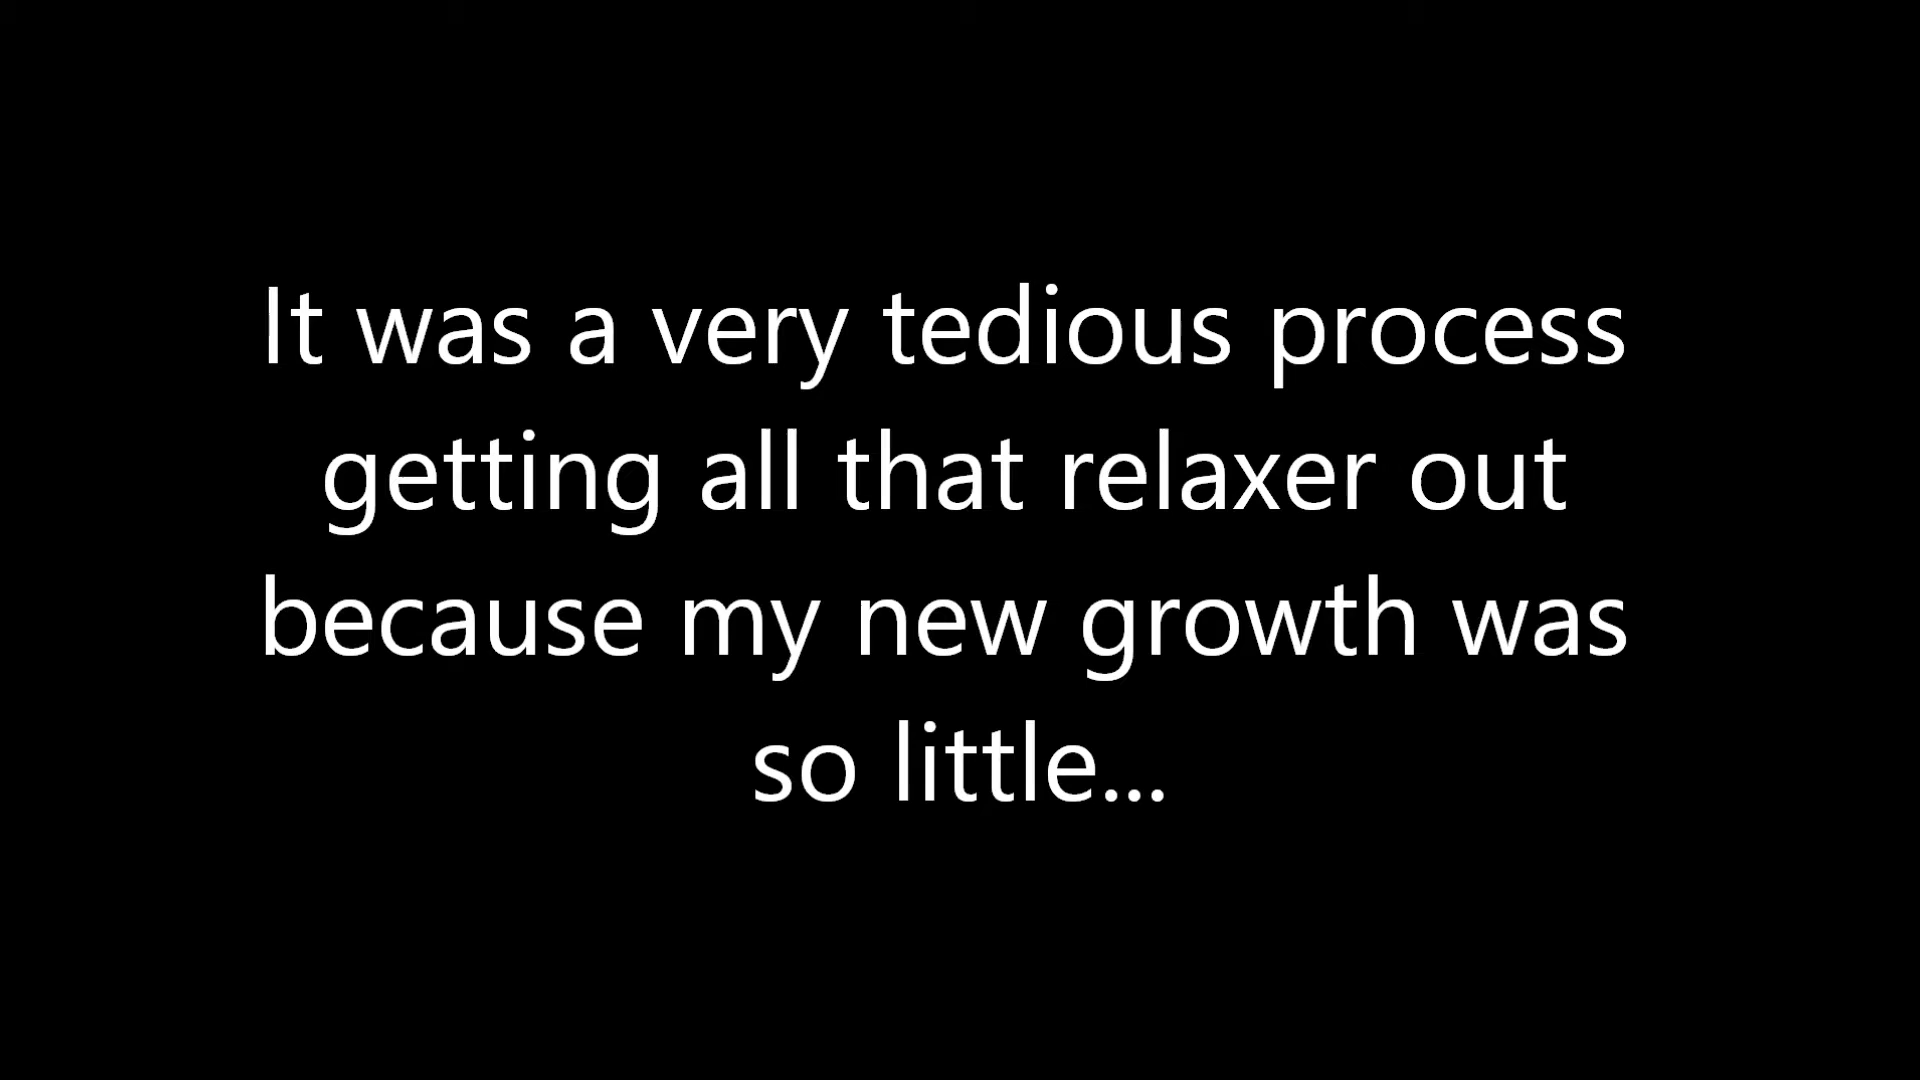 It was a very tedious process
getting all that relaxer out
because my new growth was
so little...